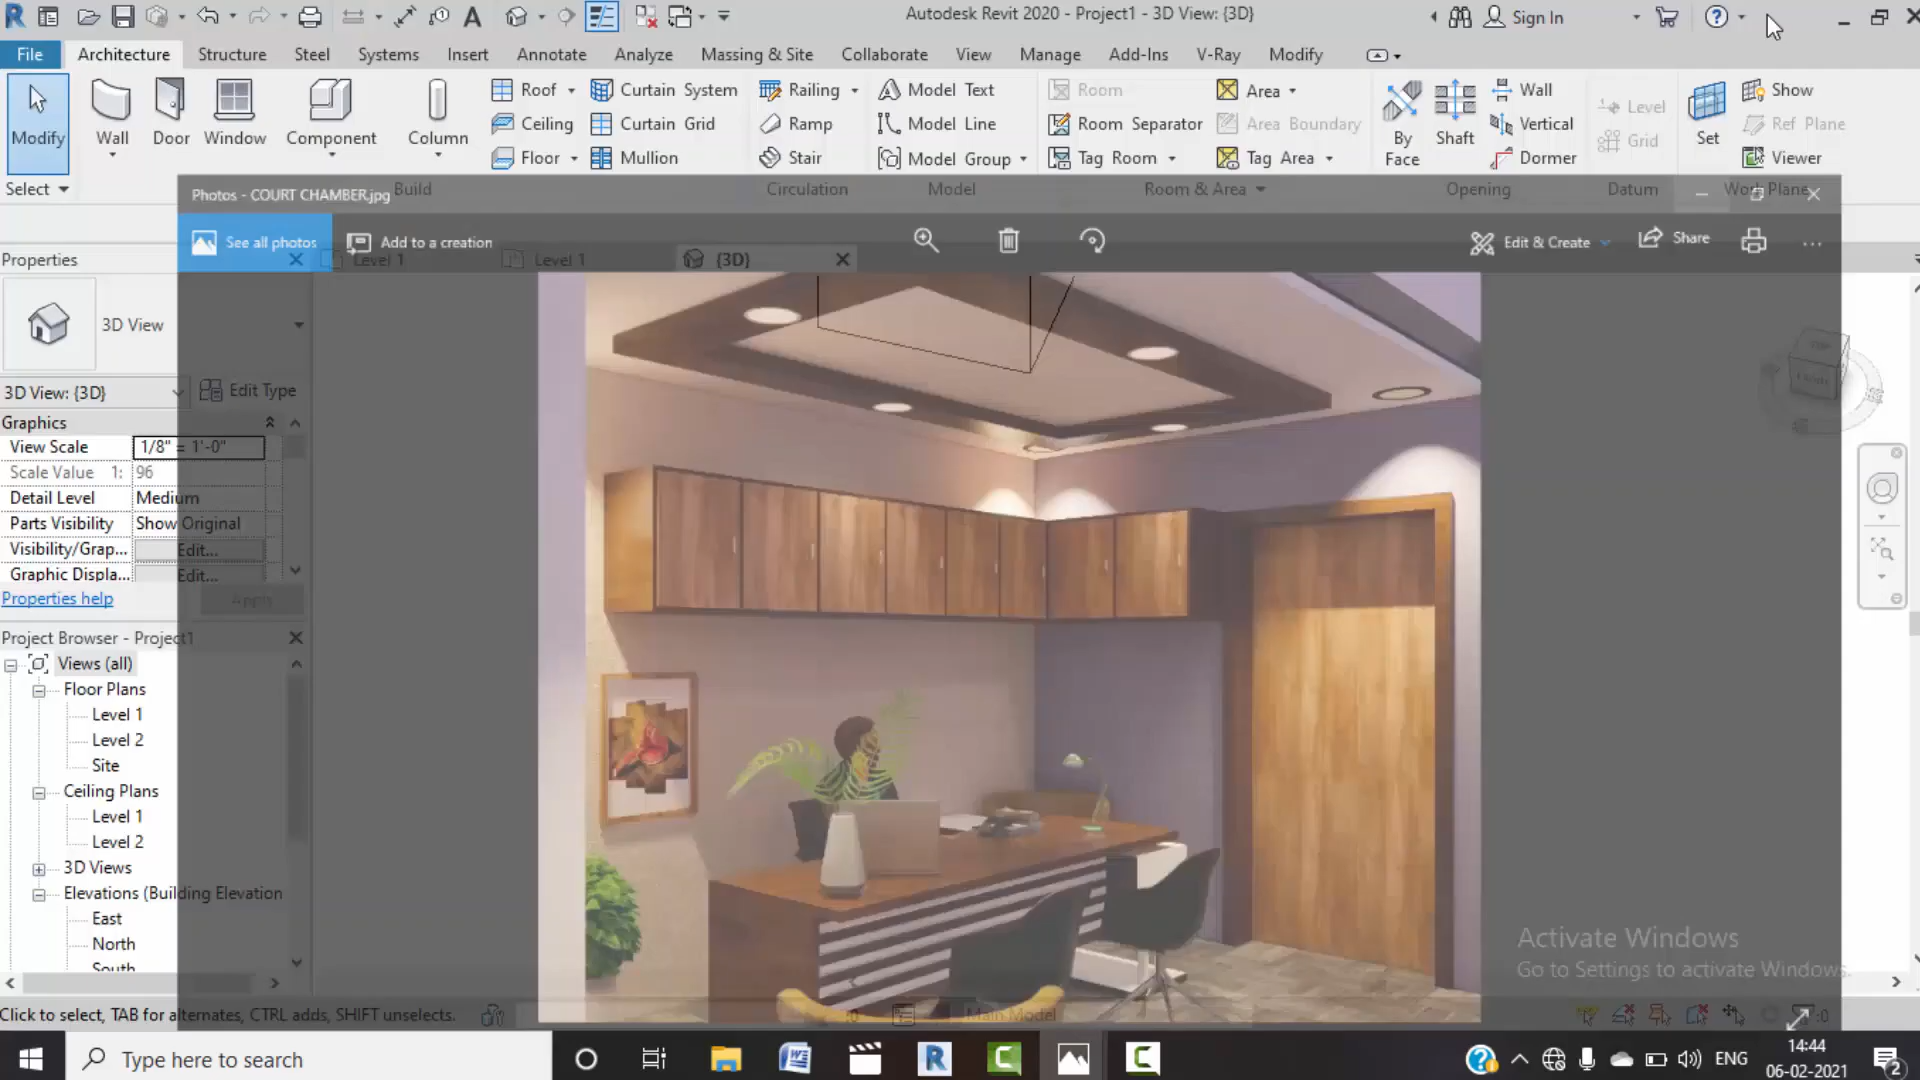 Autodesk Revit 2020 - Project1 - 3D View: {3D}
Sign In
File Architecture Structure Steel Systems Insert Annotate Analyze Massing & Site Collaborate View Manage Add-Ins V-Ray Modify
Modify
Wall
Door
Window
Component
Column
Roof
Ceiling
Floor
Curtain System
Curtain Grid
Mullion
Railing
Ramp
Stair
Model Text
Model Line
Model Group
Room
Room Separator
Tag Room
Area
Area Boundary
Tag Area
By
Face
Shaft
Wall
Vertical
Dormer
Level
Grid
Set
Show
Ref Plane
Viewer
Select
Build
Circulation
Model
Room & Area
Opening
Datum
Work Plane
Photos - COURT CHAMBER.jpg
See all photos
Add to a creation
Edit & Create
Share
Properties
Level 1
Level 1
{3D}
3D View
3D View: {3D}
Edit Type
Graphics
View Scale 1/8" = 1'-0"
Scale Value 1: 96
Detail Level Medium
Parts Visibility Show Original
Visibility/Grap... Edit...
Graphic Displa... Edit...
Properties help
Apply
Project Browser - Project1
Views (all)
Floor Plans
Level 1
Level 2
Site
Ceiling Plans
Level 1
Level 2
3D Views
Elevations (Building Elevation
East
North
South
Activate Windows
Go to Settings to activate Windows.
Click to select, TAB for alternates, CTRL adds, SHIFT unselects.
:0
Main Model
:0
Type here to search
ENG
14:44
06-02-2021
2